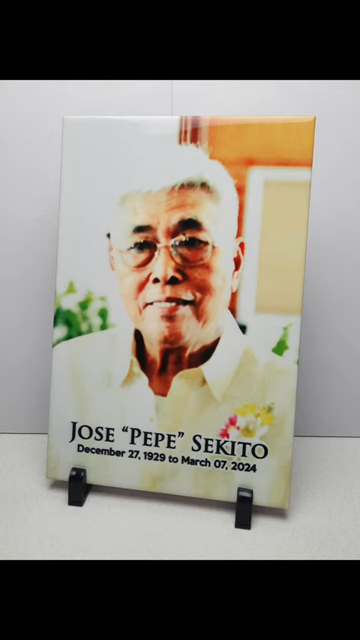 JOSE “PEPE” SEKITO
December 27, 1929 to March 07, 2024